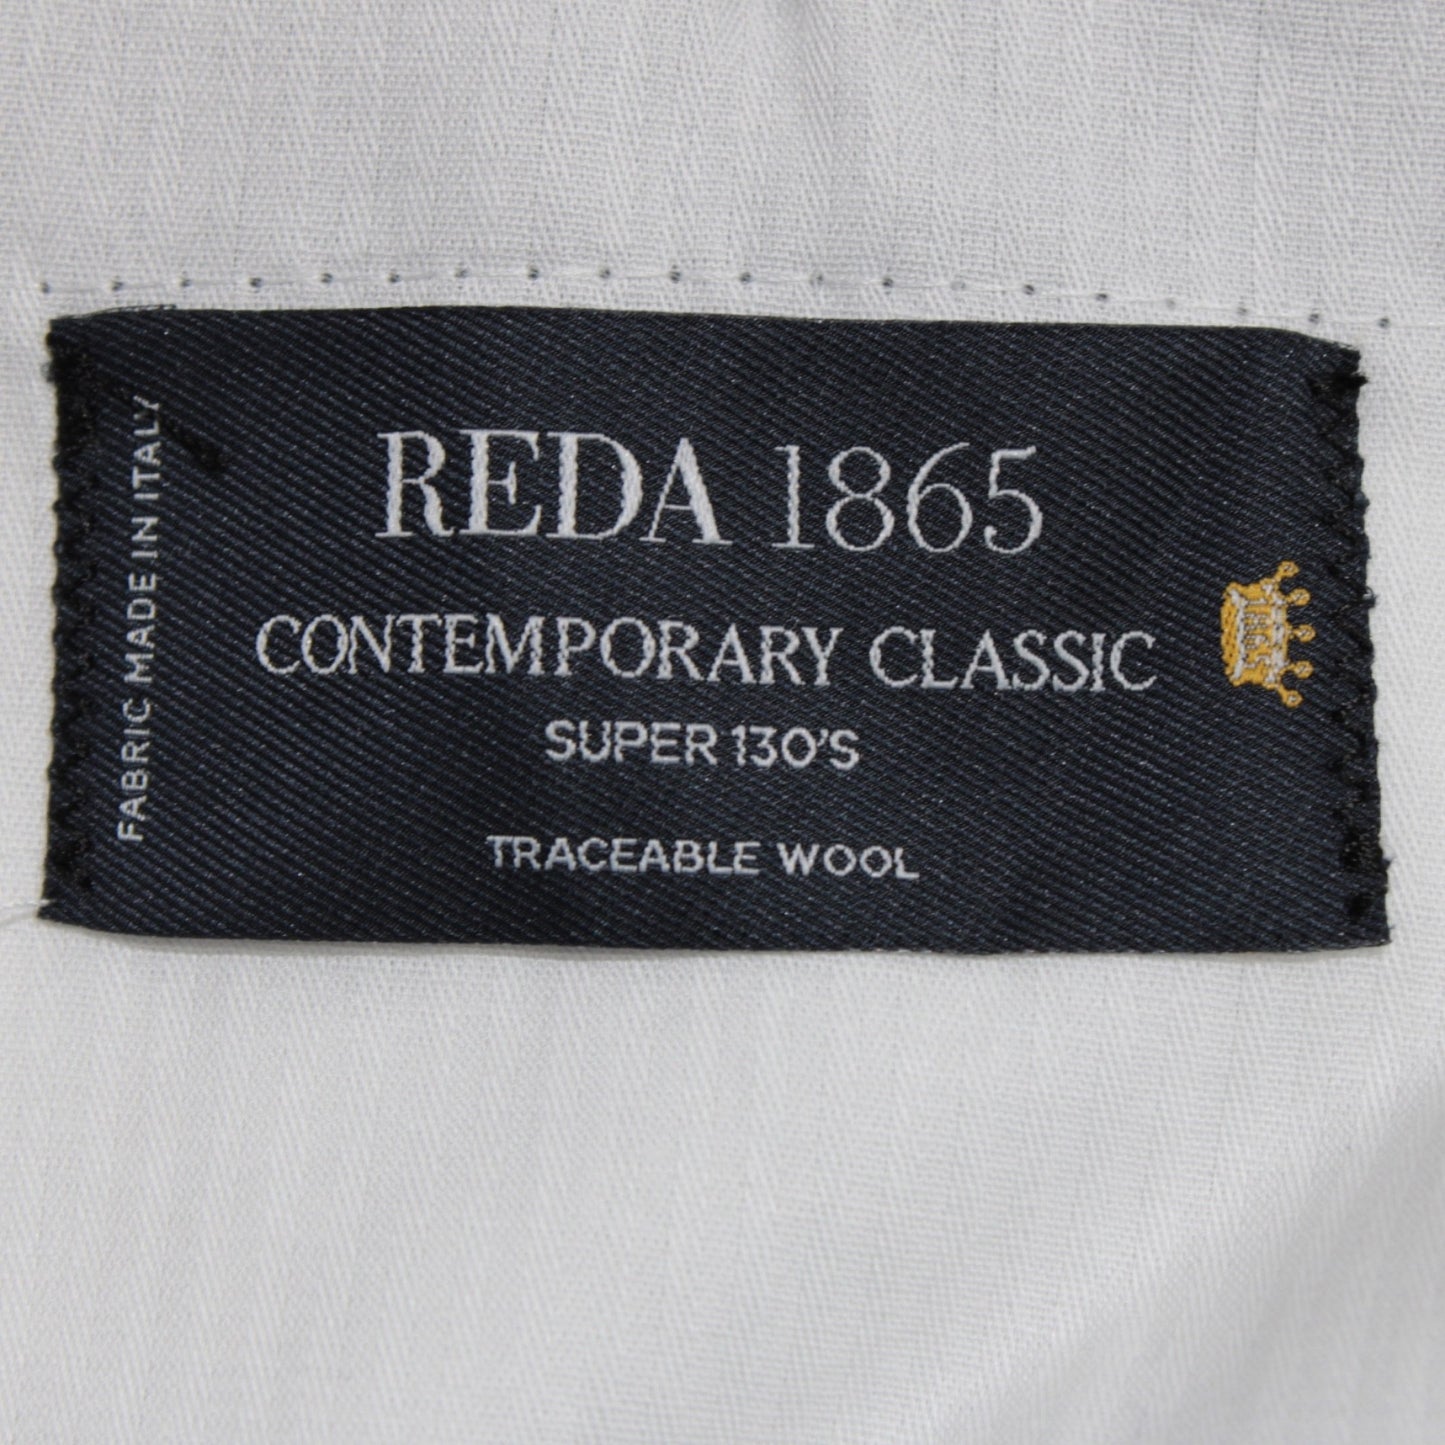 REDA 1865
CONTEMPORARY CLASSIC
SUPER 130'S
TRACEABLE WOOL
FABRIC MADE IN ITALY